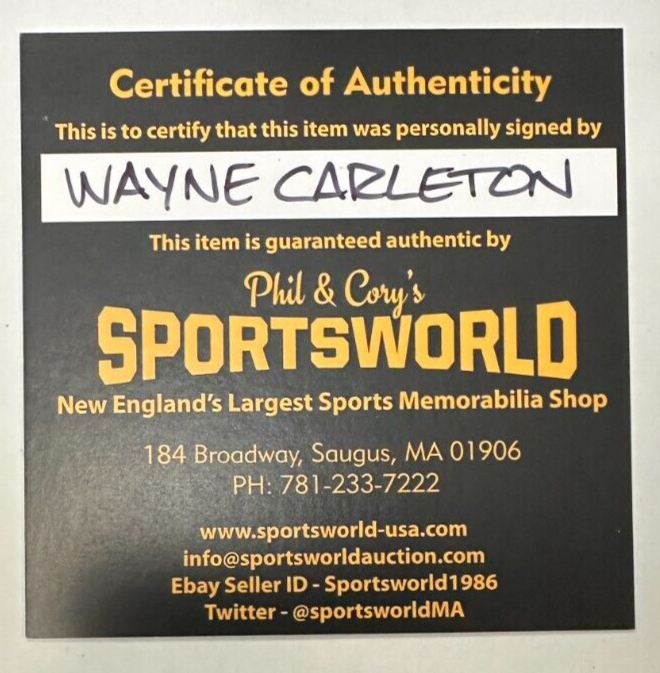 Certificate of Authenticity
This is to certify that this item was personally signed by
WAYNE CARLETON
This item is guaranteed authentic by
Phil & Cory's
SPORTSWORLD
New England's Largest Sports Memorabilia Shop
184 Broadway, Saugus, MA 01906
PH: 781-233-7222
www.sportsworld-usa.com
info@sportsworldauction.com
Ebay Seller ID - Sportsworld1986
Twitter - @sportsworldMA